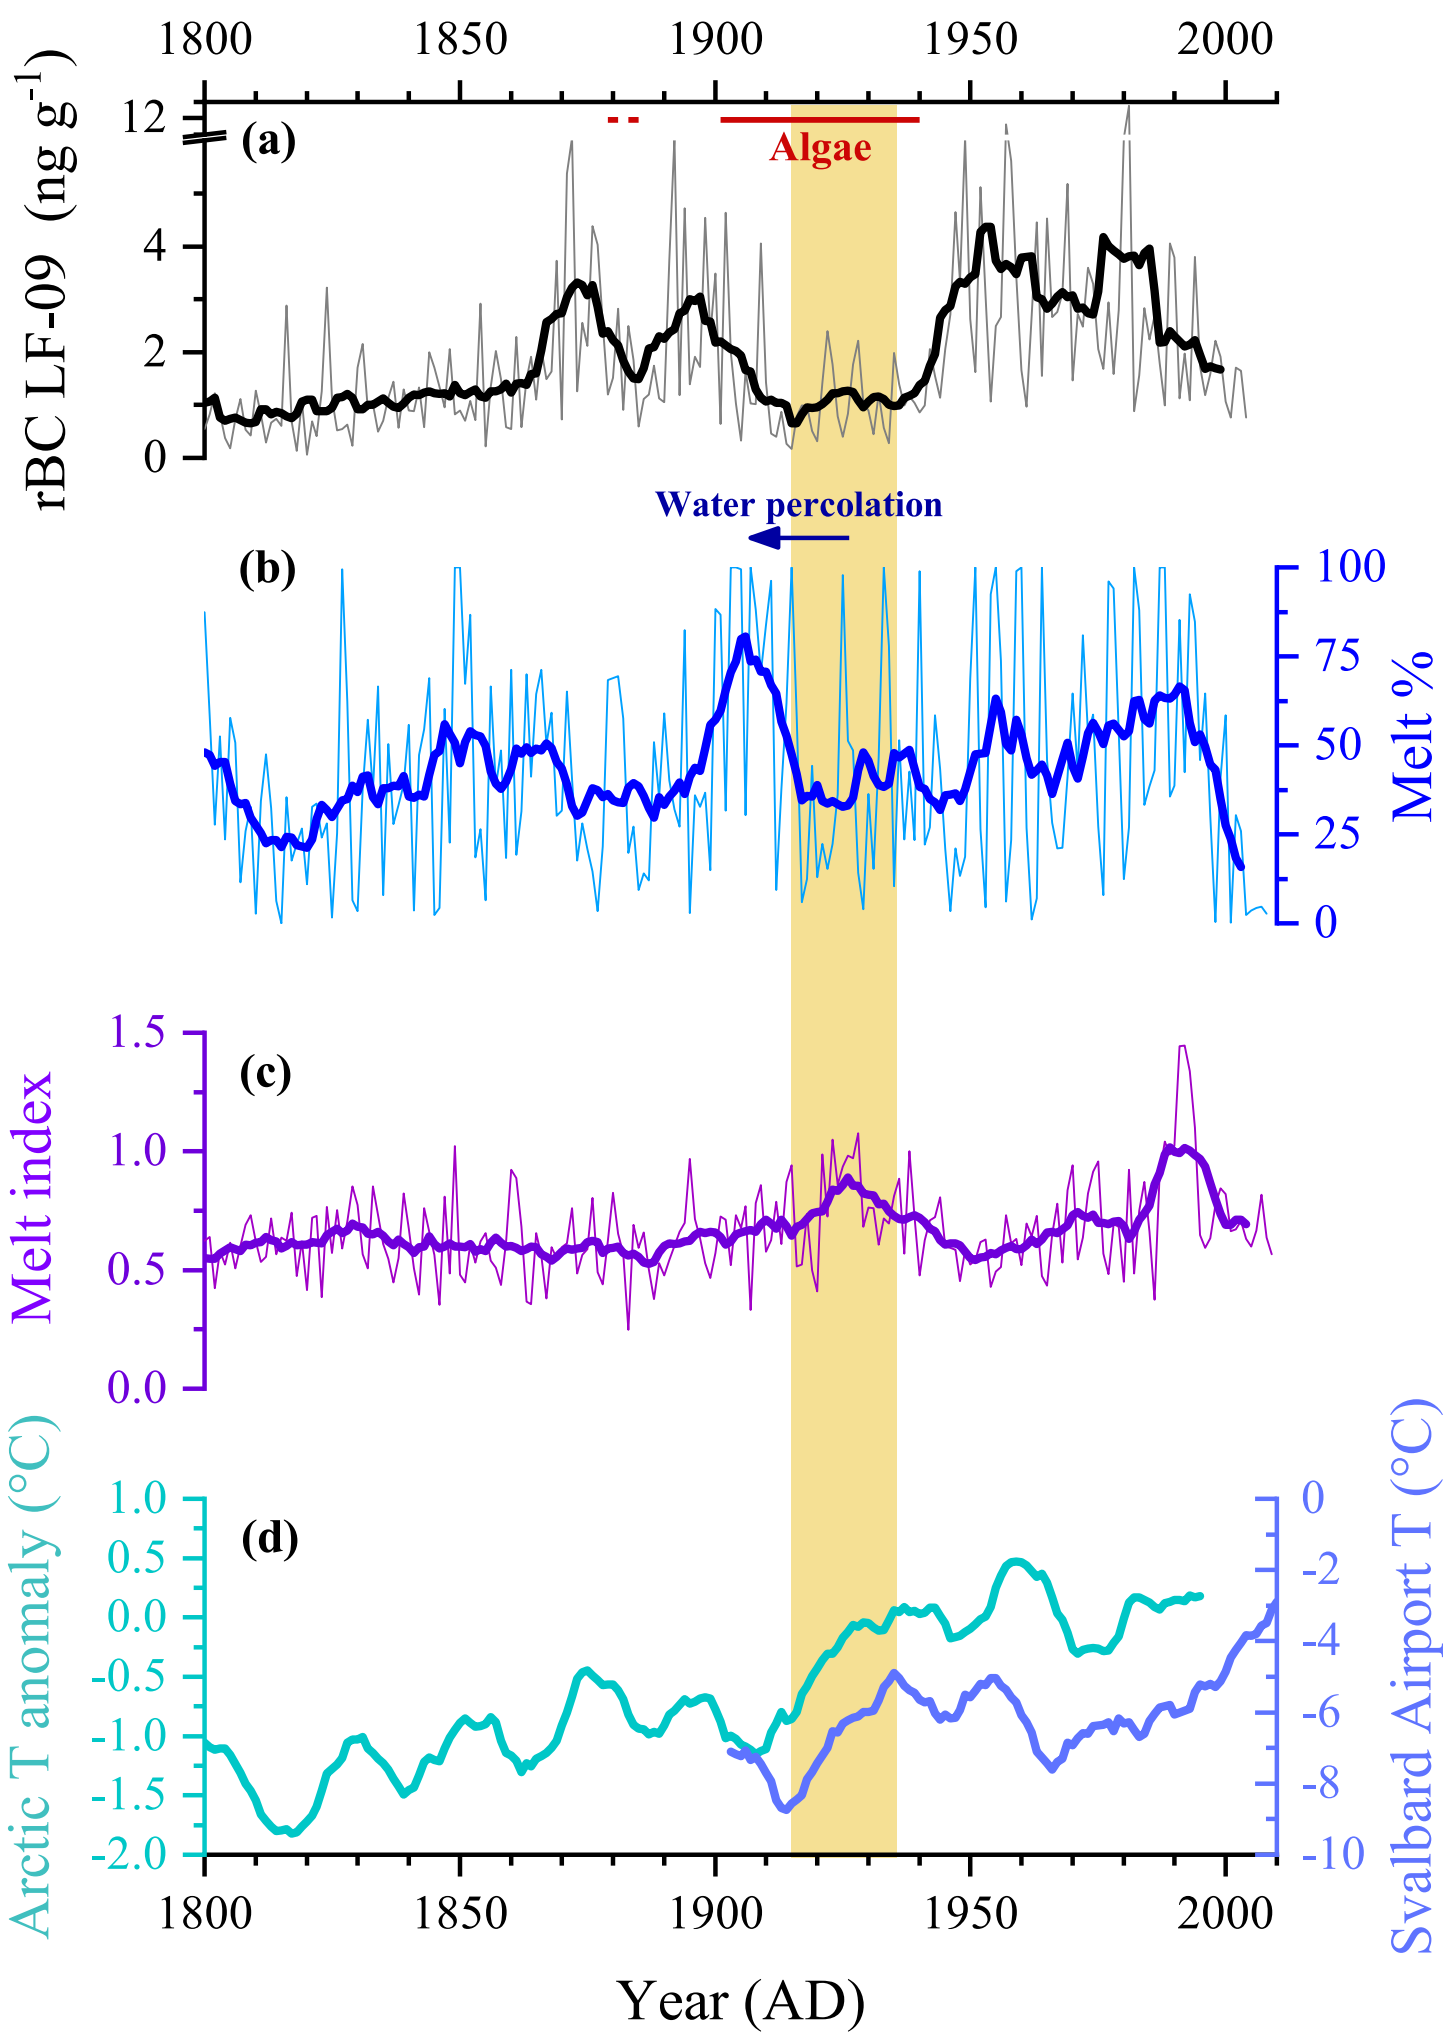 1800 1850 1900 1950 2000
rBC LF-09 (ng g⁻¹)
12
4
2
0
(a)
Algae
Water percolation
(b)
100
75
50
25
0
Melt %
Melt index
1.5
1.0
0.5
0.0
(c)
Arctic T anomaly (°C)
1.0
0.5
0.0
-0.5
-1.0
-1.5
-2.0
(d)
0
-2
-4
-6
-8
-10
Svalbard Airport T (°C)
1800 1850 1900 1950 2000
Year (AD)